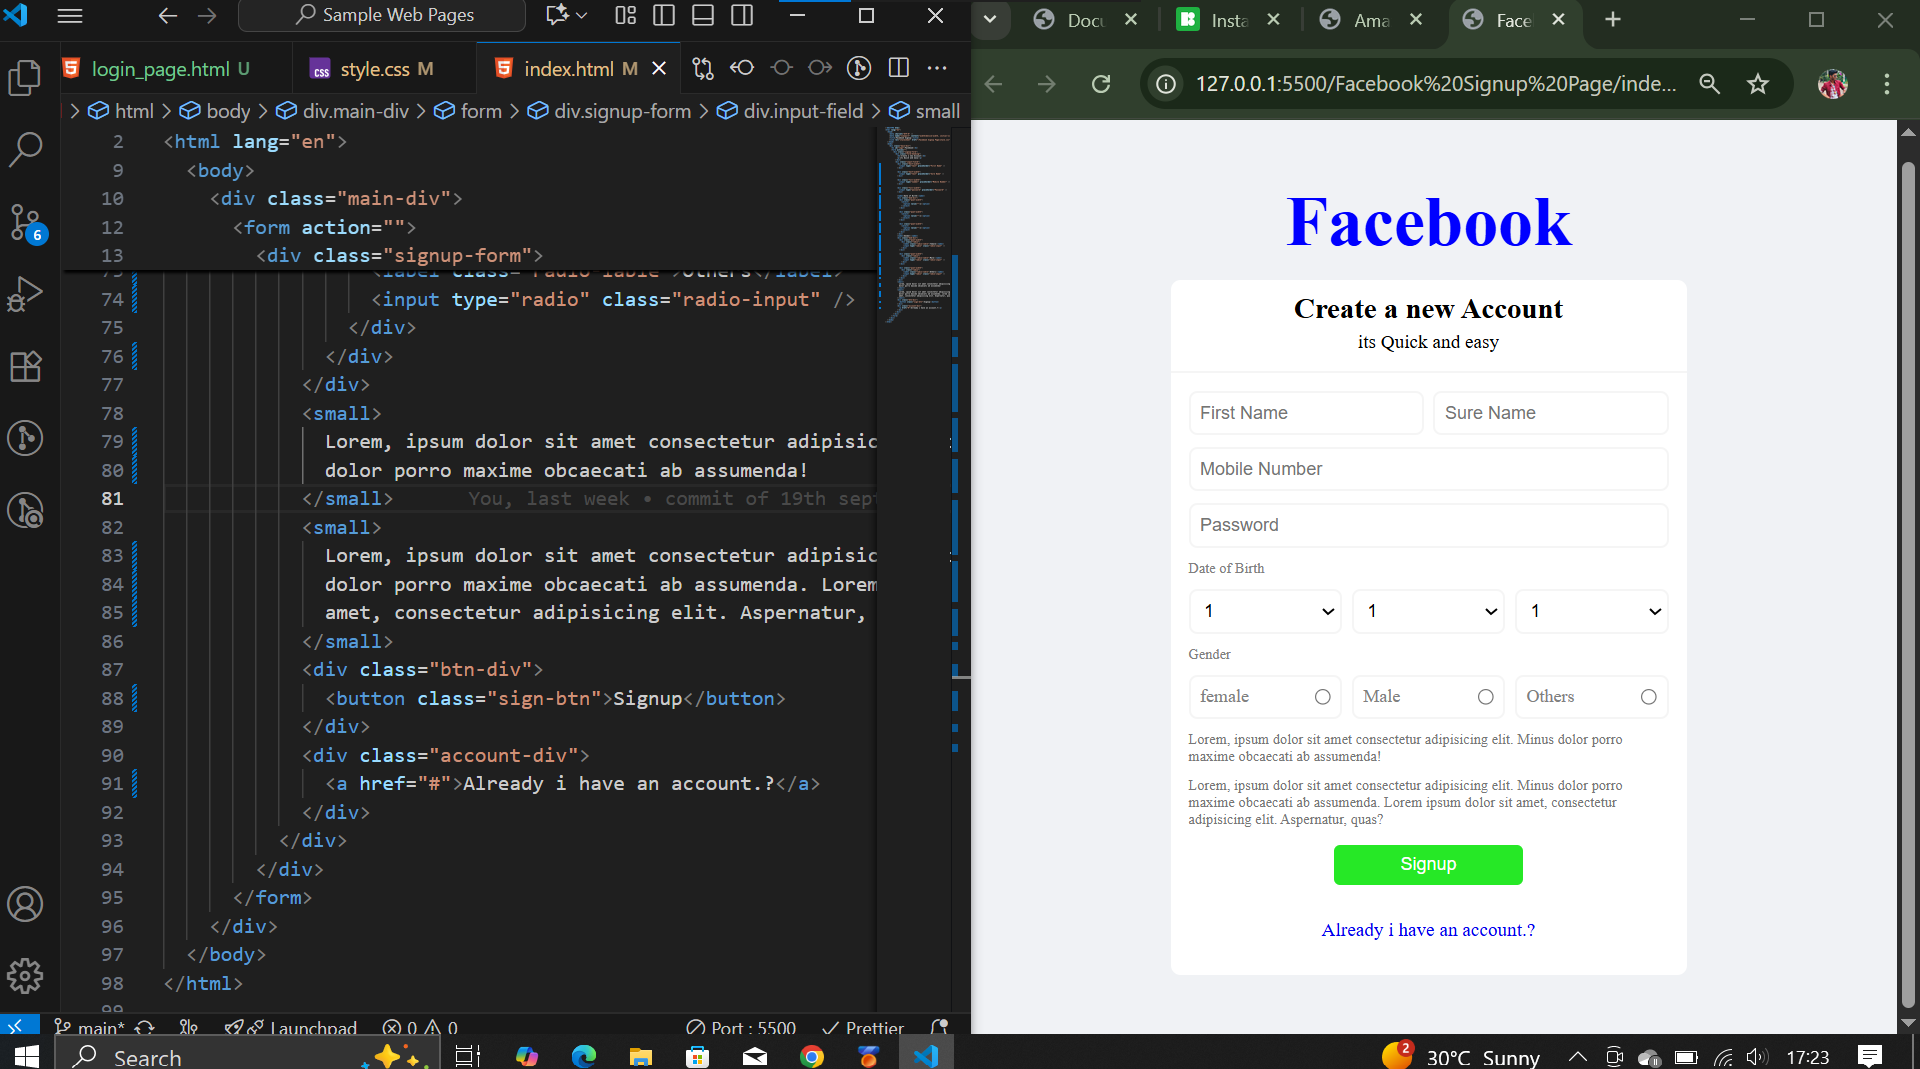 Sample Web Pages
login_page.html U
style.css M
index.html M
html
body
div.main-div
form
div.signup-form
div.input-field
small
2 <html lang="en">
9 <body>
10 <div class="main-div">
12 <form action="">
13 <div class="signup-form">
74 <input type="radio" class="radio-input" />
75 </div>
76 </div>
77 </div>
78 <small>
79 Lorem, ipsum dolor sit amet consectetur adipisic
80 dolor porro maxime obcaecati ab assumenda!
81 </small> You, last week • commit of 19th sep
82 <small>
83 Lorem, ipsum dolor sit amet consectetur adipisic
84 dolor porro maxime obcaecati ab assumenda. Lorem
85 amet, consectetur adipisicing elit. Aspernatur,
86 </small>
87 <div class="btn-div">
88 <button class="sign-btn">Signup</button>
89 </div>
90 <div class="account-div">
91 <a href="#">Already i have an account.?</a>
92 </div>
93 </div>
94 </div>
95 </form>
96 </div>
97 </body>
98 </html>
6
main*
Launchpad
0
0
Port : 5500
Prettier
Docu
Insta
Ama
Face
127.0.0.1:5500/Facebook%20Signup%20Page/inde...
Facebook
Create a new Account
its Quick and easy
First Name
Sure Name
Mobile Number
Password
Date of Birth
1
1
1
Gender
female
Male
Others
Lorem, ipsum dolor sit amet consectetur adipisicing elit. Minus dolor porro
maxime obcaecati ab assumenda!
Lorem, ipsum dolor sit amet consectetur adipisicing elit. Minus dolor porro
maxime obcaecati ab assumenda. Lorem ipsum dolor sit amet, consectetur
adipisicing elit. Aspernatur, quas?
Signup
Already i have an account.?
Search
2
30°C Sunny
17:23